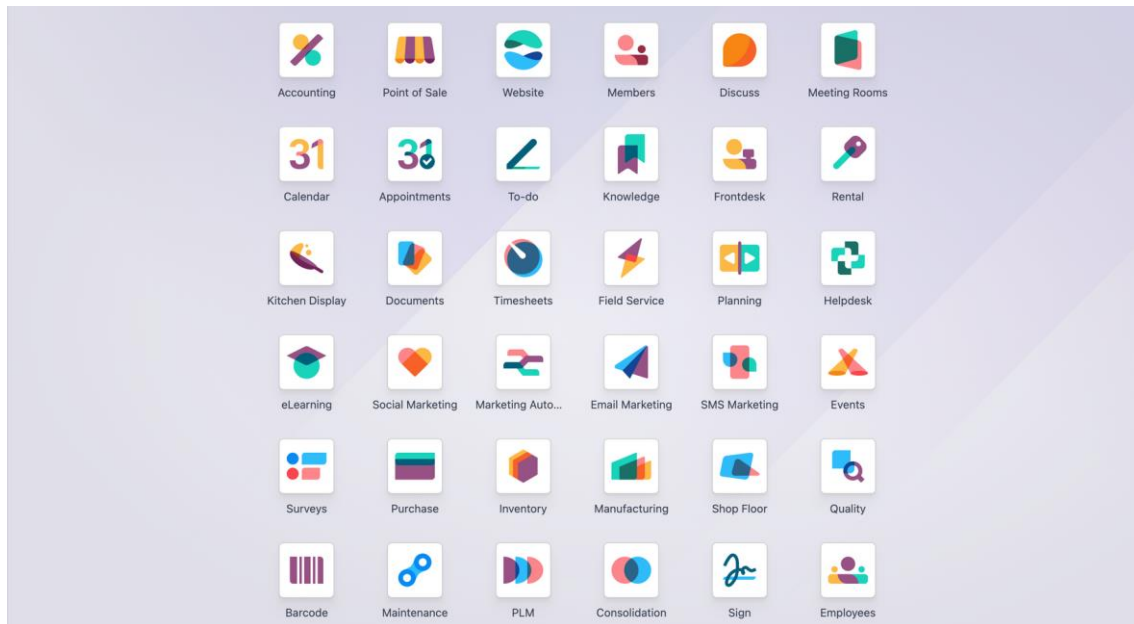 Accounting
Point of Sale
Website
Members
Discuss
Meeting Rooms
31
Calendar
31
Appointments
To-do
Knowledge
Frontdesk
Rental
Kitchen Display
Documents
Timesheets
Field Service
Planning
Helpdesk
eLearning
Social Marketing
Marketing Auto...
Email Marketing
SMS Marketing
Events
Surveys
Purchase
Inventory
Manufacturing
Shop Floor
Quality
Barcode
Maintenance
PLM
Consolidation
Sign
Employees